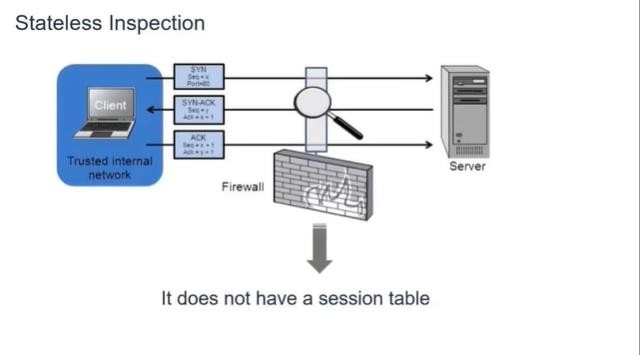 Stateless Inspection
SYN
Seq = x
Port=80
SYN-ACK
Seq = y
Ack = x + 1
ACK
Seq = x + 1
Ack = y + 1
Client
Trusted internal
network
Firewall
Server
It does not have a session table